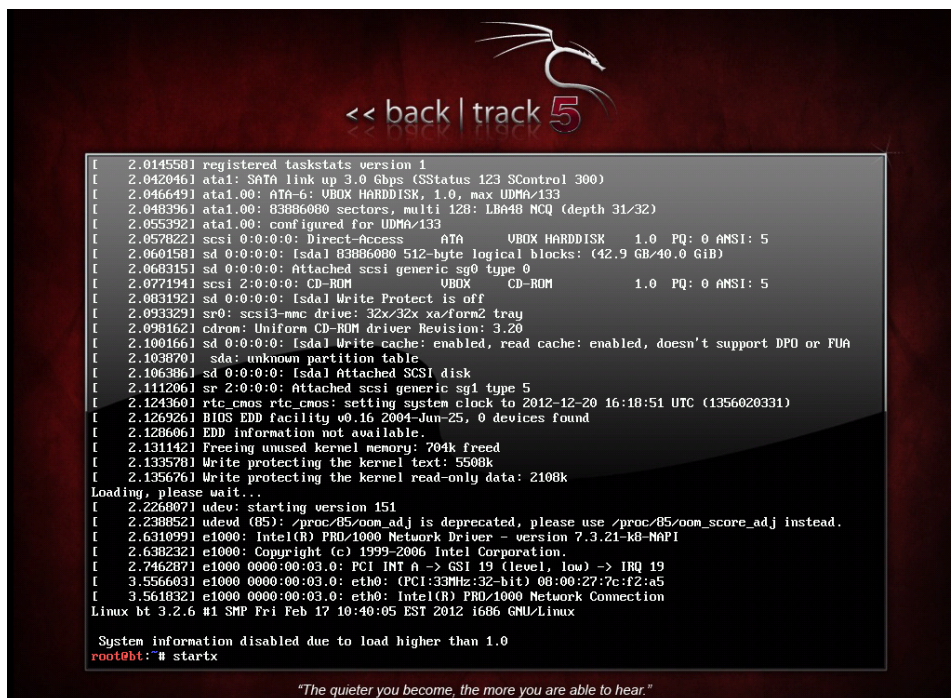 << back | track 5
[    2.014558] registered taskstats version 1
[    2.042046] ata1: SATA link up 3.0 Gbps (SStatus 123 SControl 300)
[    2.046649] ata1.00: ATA-6: VBOX HARDDISK, 1.0, max UDMA/133
[    2.048396] ata1.00: 83886080 sectors, multi 128: LBA48 NCQ (depth 31/32)
[    2.055392] ata1.00: configured for UDMA/133
[    2.057822] scsi 0:0:0:0: Direct-Access     ATA      VBOX HARDDISK    1.0  PQ: 0 ANSI: 5
[    2.060158] sd 0:0:0:0: [sda] 83886080 512-byte logical blocks: (42.9 GB/40.0 GiB)
[    2.068315] sd 0:0:0:0: Attached scsi generic sg0 type 0
[    2.077194] scsi 2:0:0:0: CD-ROM            VBOX     CD-ROM           1.0  PQ: 0 ANSI: 5
[    2.083192] sd 0:0:0:0: [sda] Write Protect is off
[    2.093329] sr0: scsi3-mmc drive: 32x/32x xa/form2 tray
[    2.098162] cdrom: Uniform CD-ROM driver Revision: 3.20
[    2.100166] sd 0:0:0:0: [sda] Write cache: enabled, read cache: enabled, doesn't support DPO or FUA
[    2.103870]  sda: unknown partition table
[    2.106386] sd 0:0:0:0: [sda] Attached SCSI disk
[    2.111206] sr 2:0:0:0: Attached scsi generic sg1 type 5
[    2.124360] rtc_cmos rtc_cmos: setting system clock to 2012-12-20 16:18:51 UTC (1356020331)
[    2.126926] BIOS EDD facility v0.16 2004-Jun-25, 0 devices found
[    2.128606] EDD information not available.
[    2.131142] Freeing unused kernel memory: 704k freed
[    2.133578] Write protecting the kernel text: 5508k
[    2.135676] Write protecting the kernel read-only data: 2108k
Loading, please wait...
[    2.226807] udev: starting version 151
[    2.238852] udevd (85): /proc/85/oom_adj is deprecated, please use /proc/85/oom_score_adj instead.
[    2.631099] e1000: Intel(R) PRO/1000 Network Driver - version 7.3.21-k8-NAPI
[    2.638232] e1000: Copyright (c) 1999-2006 Intel Corporation.
[    2.746287] e1000 0000:00:03.0: PCI INT A -> GSI 19 (level, low) -> IRQ 19
[    3.556603] e1000 0000:00:03.0: eth0: (PCI:33MHz:32-bit) 08:00:27:7c:f2:a5
[    3.561832] e1000 0000:00:03.0: eth0: Intel(R) PRO/1000 Network Connection
Linux bt 3.2.6 #1 SMP Fri Feb 17 10:40:05 EST 2012 i686 GNU/Linux
System information disabled due to load higher than 1.0
root@bt:~# startx
"The quieter you become, the more you are able to hear."